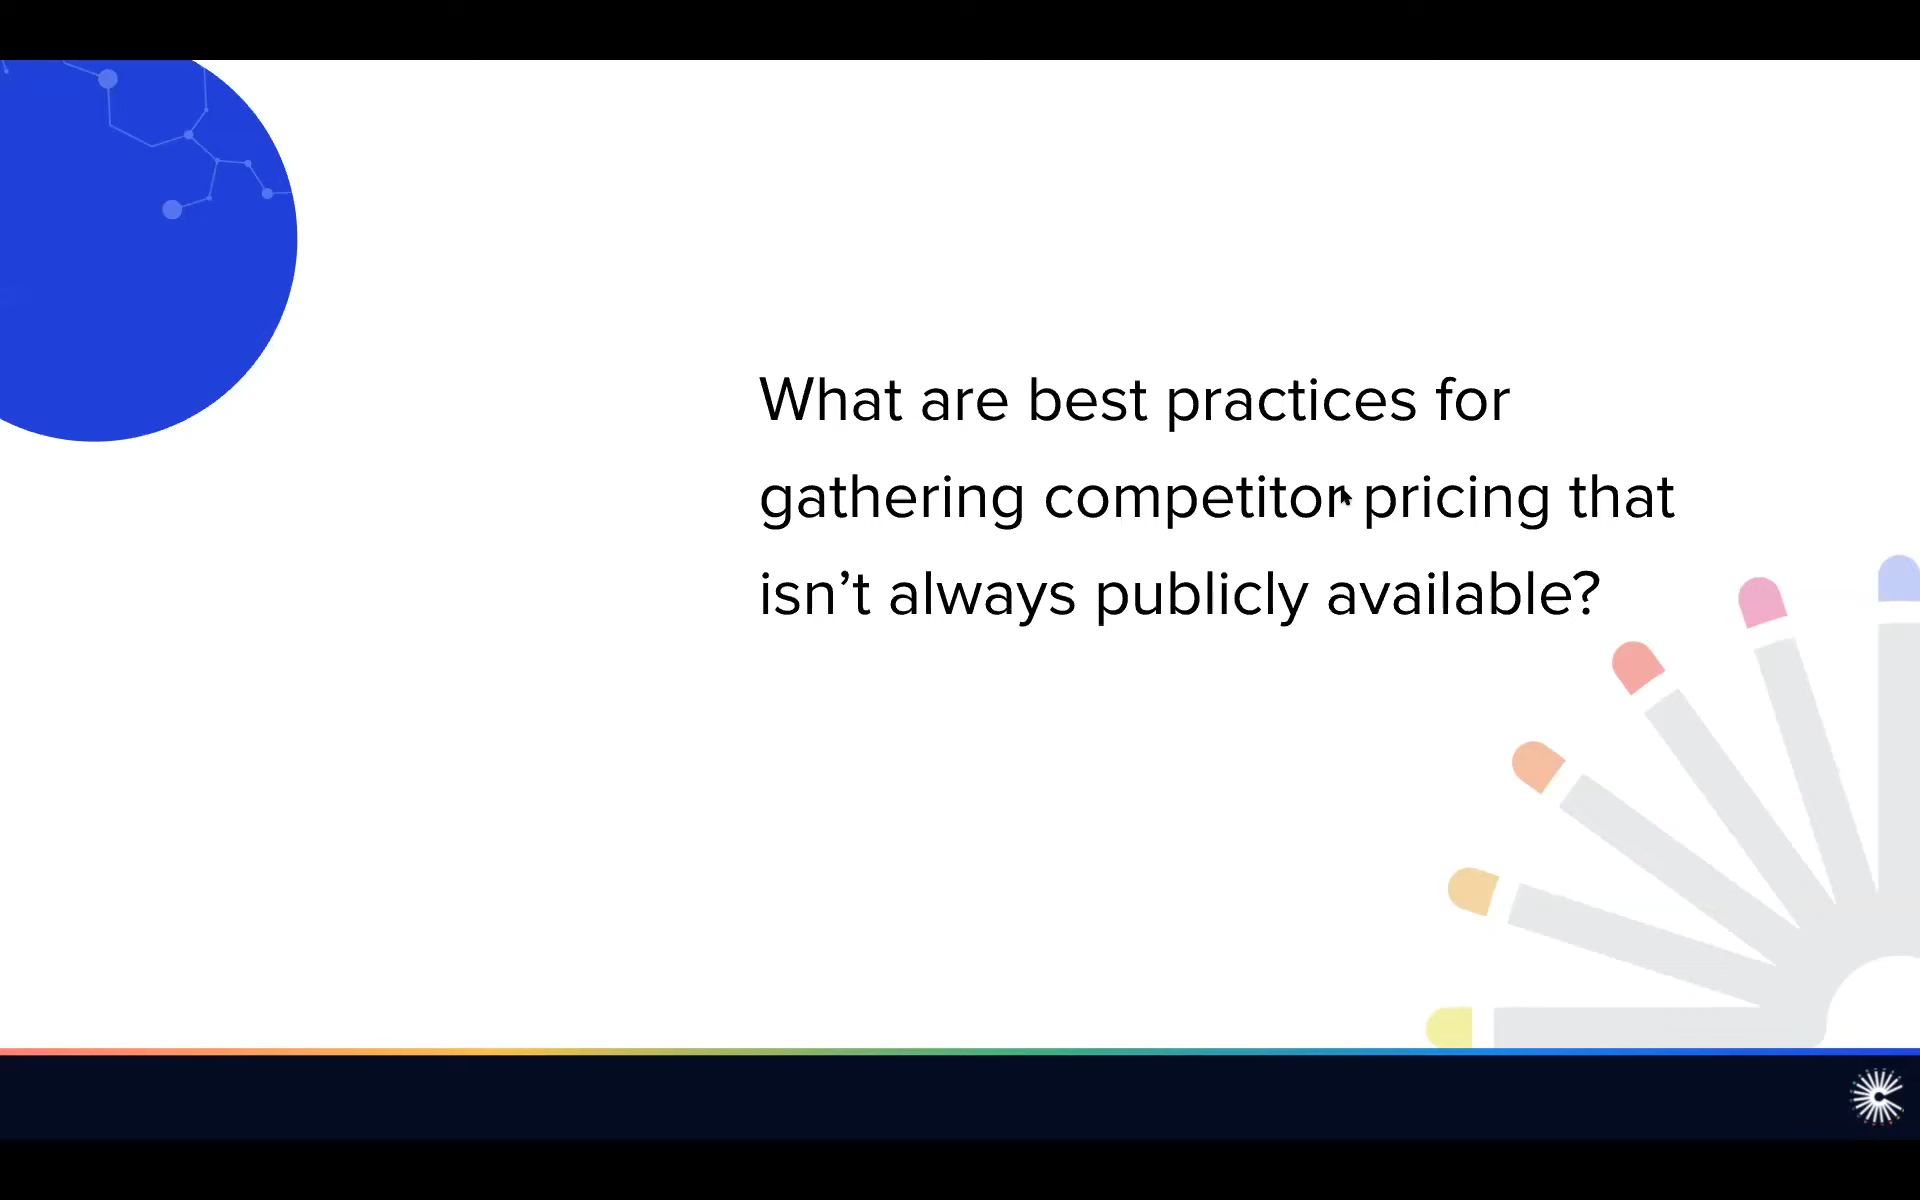 What are best practices for
gathering competitor pricing that
isn’t always publicly available?